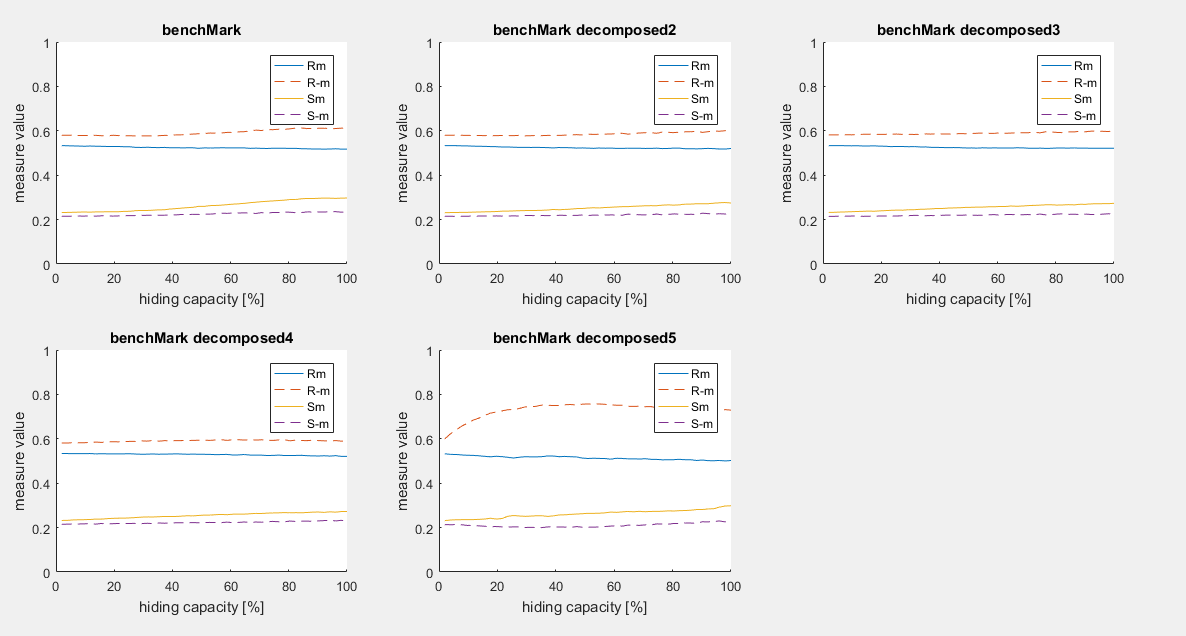 benchMark
measure value
1
0.8
0.6
0.4
0.2
0
0 20 40 60 80 100
hiding capacity [%]
Rm
R-m
Sm
S-m
benchMark decomposed2
measure value
1
0.8
0.6
0.4
0.2
0
0 20 40 60 80 100
hiding capacity [%]
Rm
R-m
Sm
S-m
benchMark decomposed3
measure value
1
0.8
0.6
0.4
0.2
0
0 20 40 60 80 100
hiding capacity [%]
Rm
R-m
Sm
S-m
benchMark decomposed4
measure value
1
0.8
0.6
0.4
0.2
0
0 20 40 60 80 100
hiding capacity [%]
Rm
R-m
Sm
S-m
benchMark decomposed5
measure value
1
0.8
0.6
0.4
0.2
0
0 20 40 60 80 100
hiding capacity [%]
Rm
R-m
Sm
S-m